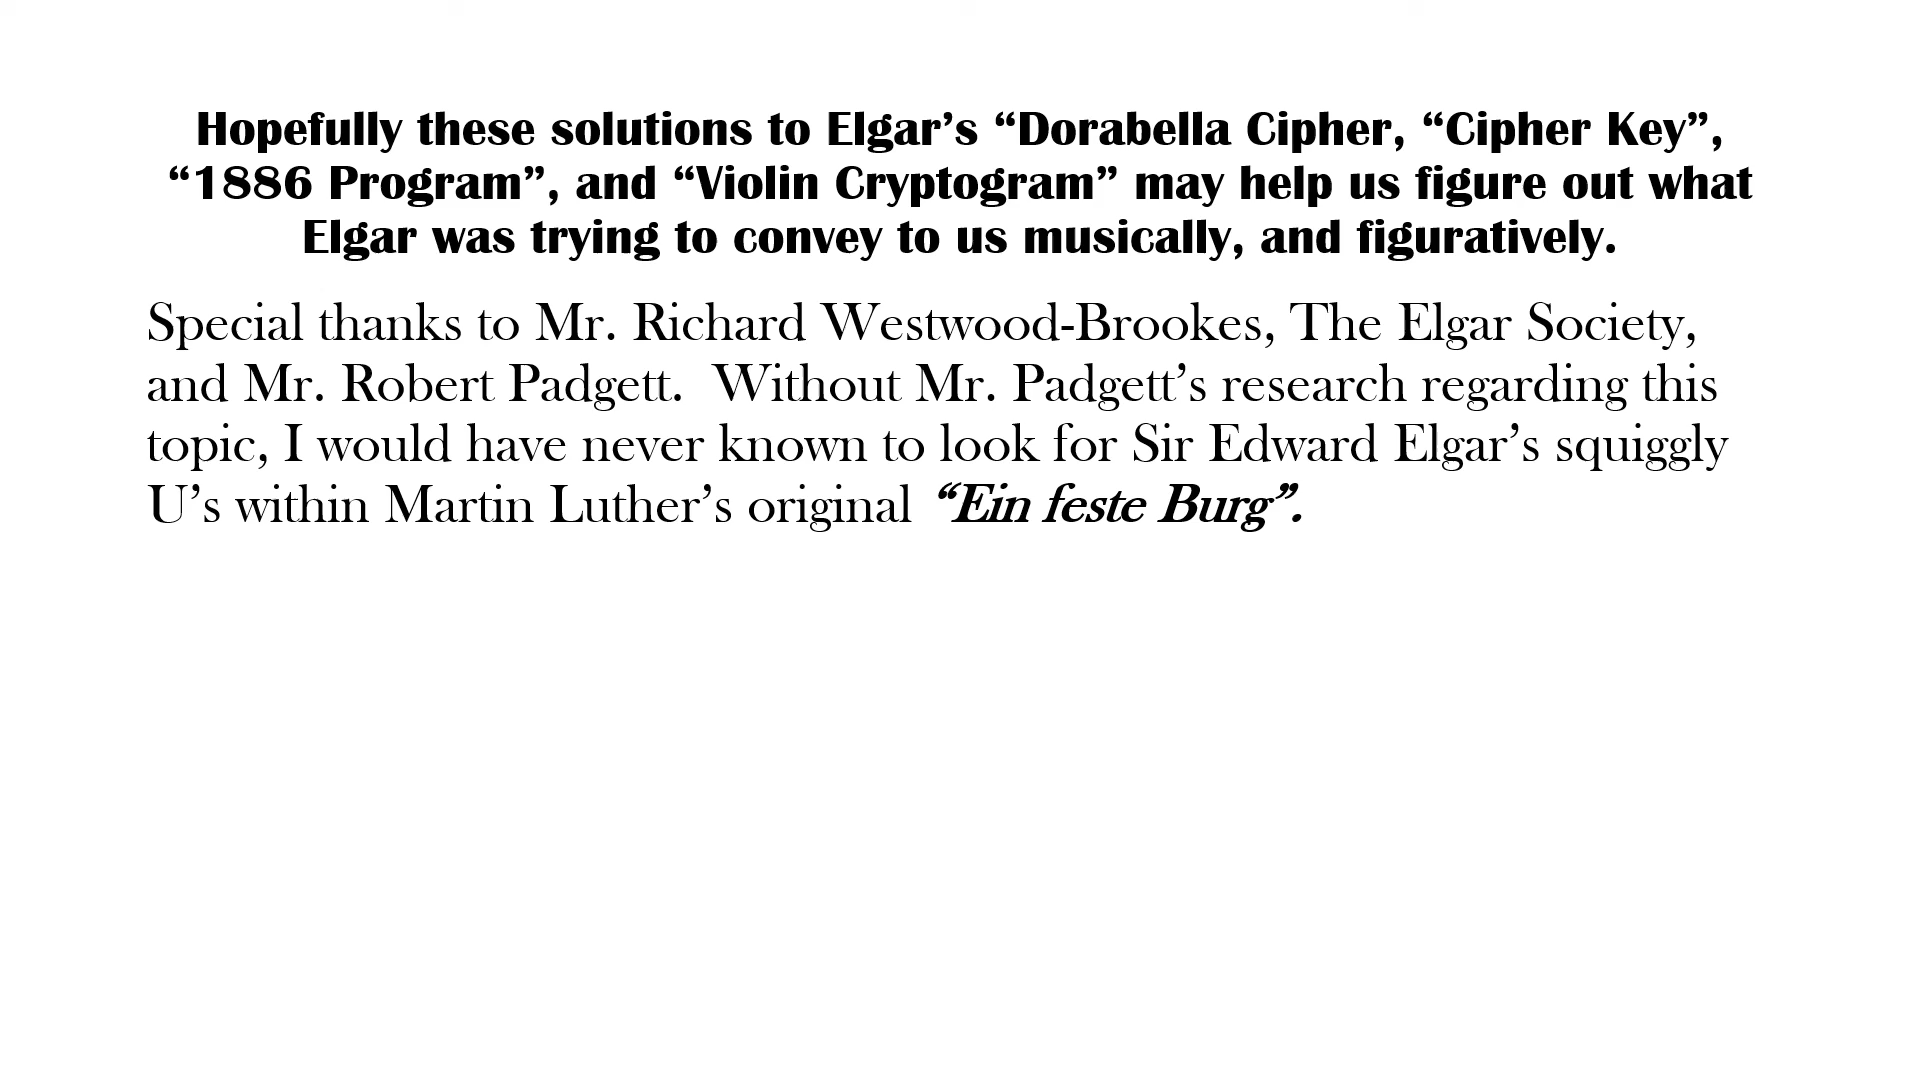 Hopefully these solutions to Elgar’s “Dorabella Cipher, “Cipher Key”,
“1886 Program”, and “Violin Cryptogram” may help us figure out what
Elgar was trying to convey to us musically, and figuratively.
Special thanks to Mr. Richard Westwood-Brookes, The Elgar Society,
and Mr. Robert Padgett.  Without Mr. Padgett’s research regarding this
topic, I would have never known to look for Sir Edward Elgar’s squiggly
U’s within Martin Luther’s original “Ein feste Burg”.